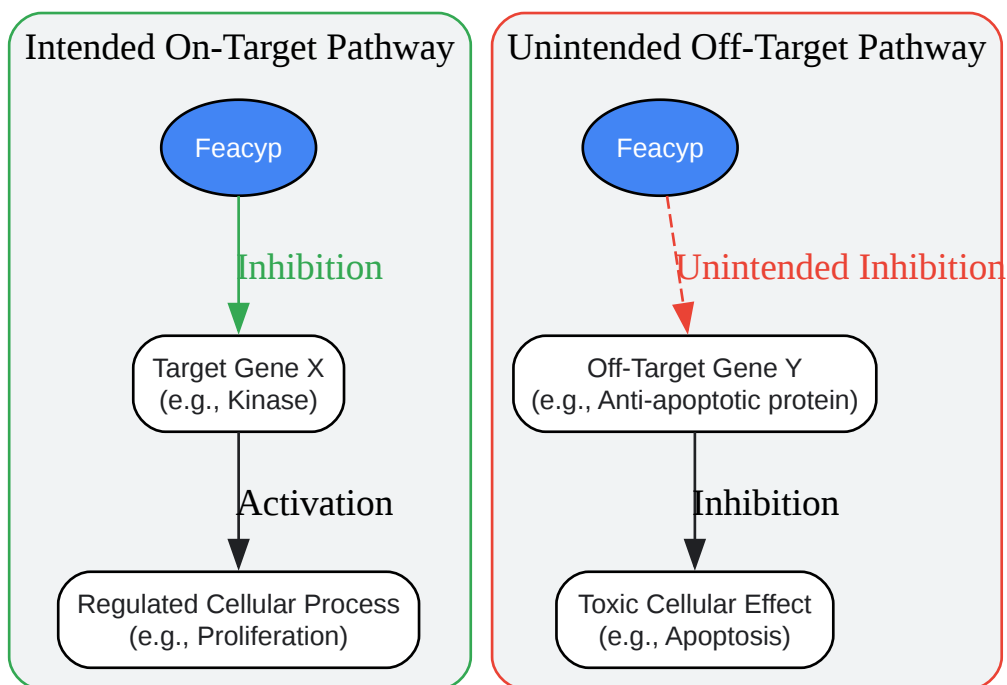 Intended On-Target Pathway
Feacyp
Inhibition
Target Gene X
(e.g., Kinase)
Activation
Regulated Cellular Process
(e.g., Proliferation)
Unintended Off-Target Pathway
Feacyp
Unintended Inhibition
Off-Target Gene Y
(e.g., Anti-apoptotic protein)
Inhibition
Toxic Cellular Effect
(e.g., Apoptosis)